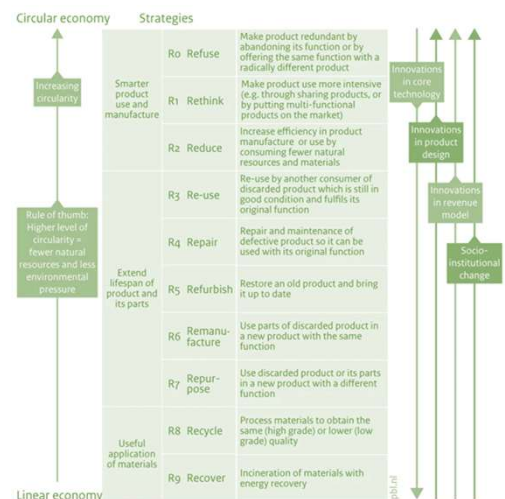 Circular economy
Strategies
Increasing
circularity
Rule of thumb:
Higher level of
circularity =
fewer natural
resources and less
environmental
pressure
Linear economy
Smarter
product
use and
manufacture
R0 Refuse
Make product redundant by
abandoning its function or by
offering the same function with a
radically different product
R1 Rethink
Make product use more intensive
(e.g. through sharing products, or
by putting multi-functional
products on the market)
R2 Reduce
Increase efficiency in product
manufacture or use by
consuming fewer natural
resources and materials
Extend
lifespan of
product and
its parts
R3 Re-use
Re-use by another consumer of
discarded product which is still in
good condition and fulfils its
original function
R4 Repair
Repair and maintenance of
defective product so it can be
used with its original function
R5 Refurbish
Restore an old product and bring
it up to date
R6 Remanu-
facture
Use parts of discarded product in
a new product with the same
function
R7 Repur-
pose
Use discarded product or its parts
in a new product with a different
function
Useful
application
of materials
R8 Recycle
Process materials to obtain the
same (high grade) or lower (low
grade) quality
R9 Recover
Incineration of materials with
energy recovery
Innovations
in core
technology
Innovations
in product
design
Innovations
in revenue
model
Socio-
institutional
change
pbl.nl